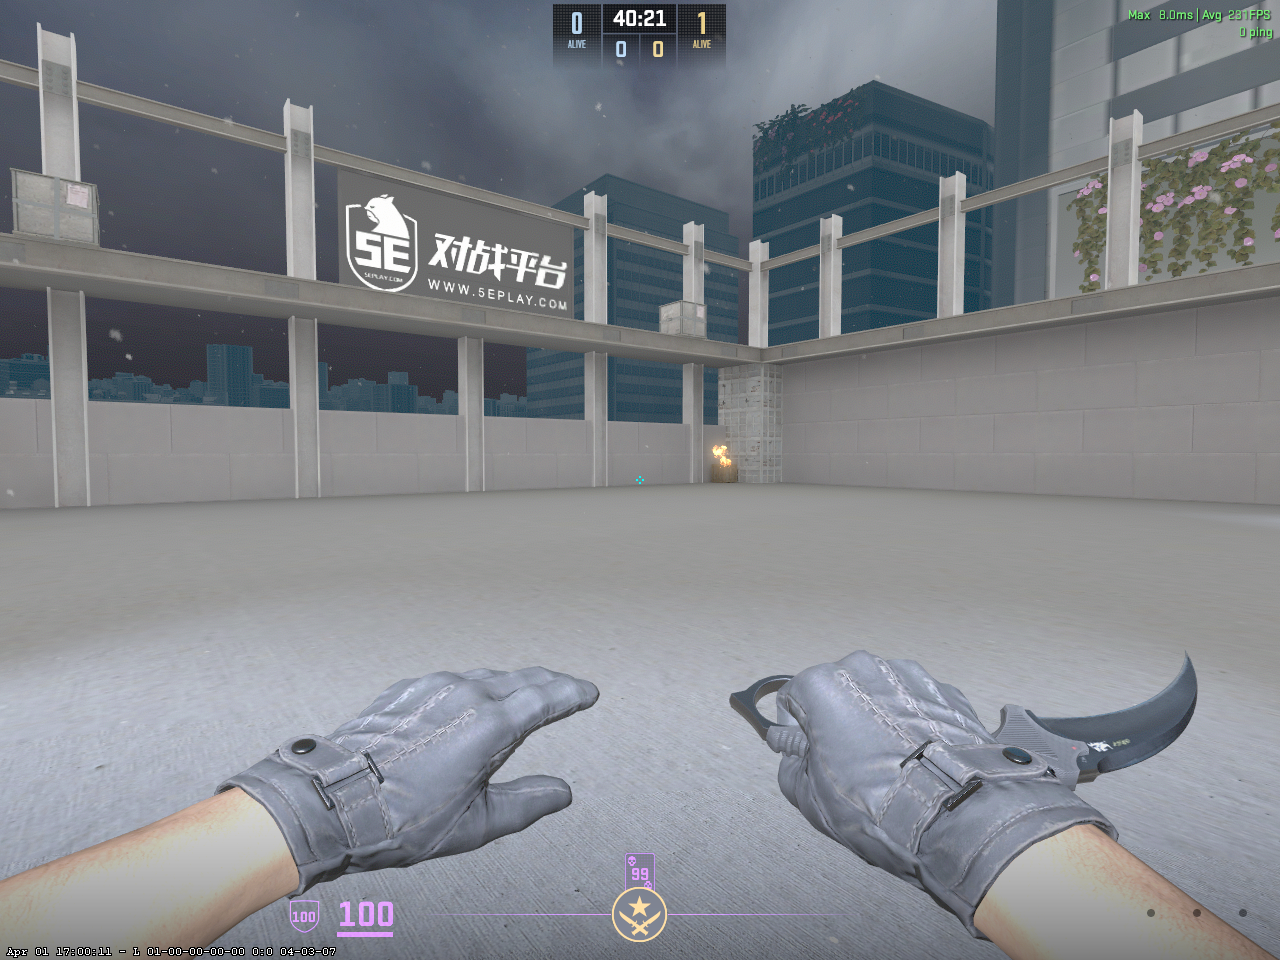 0
ALIVE
40:21
0 0
1
ALIVE
Max 8.0ms | Avg 231FPS
0 ping
5E
5EPLAY.COM
对战平台
WWW.5EPLAY.COM
99
100
100
Apr 01 17:00:11 - L 01-00-00-00-00 0:0 04-03-07